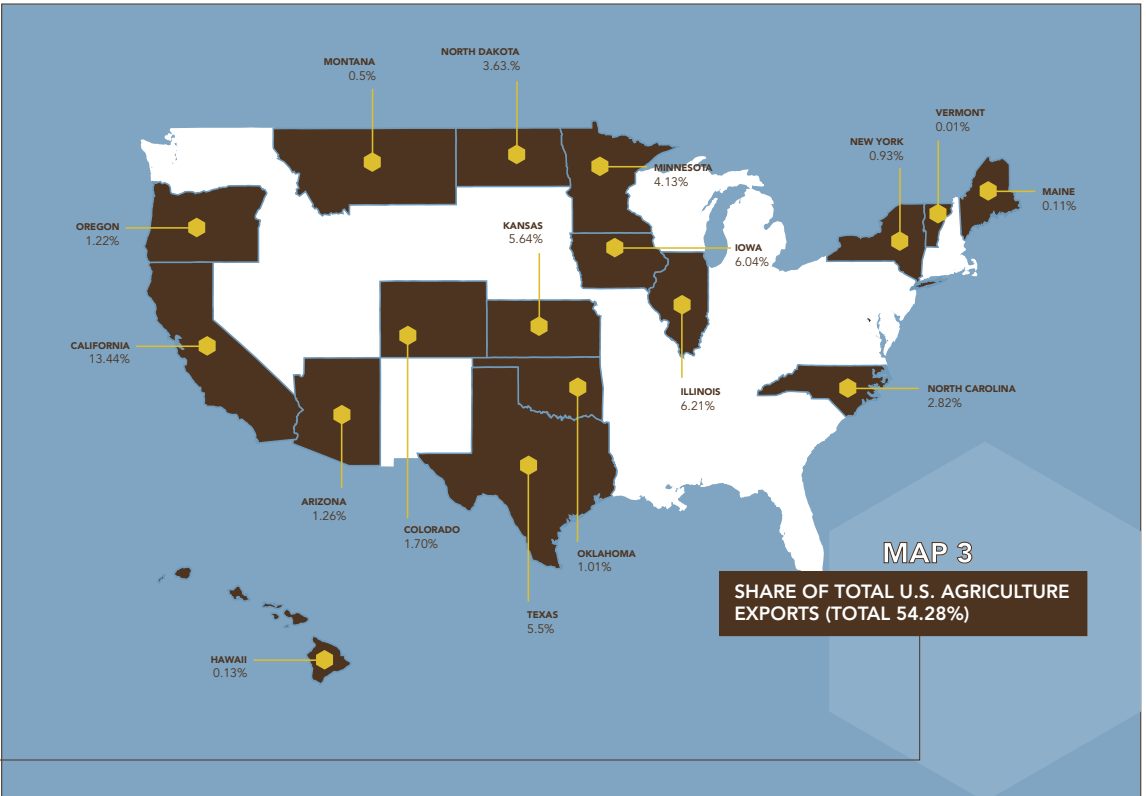 NORTH DAKOTA
3.63.%
MONTANA
0.5%
VERMONT
0.01%
NEW YORK
0.93%
MINNESOTA
4.13%
MAINE
0.11%
OREGON
1.22%
KANSAS
5.64%
IOWA
6.04%
CALIFORNIA
13.44%
ILLINOIS
6.21%
NORTH CAROLINA
2.82%
ARIZONA
1.26%
COLORADO
1.70%
OKLAHOMA
1.01%
TEXAS
5.5%
HAWAII
0.13%
MAP 3
SHARE OF TOTAL U.S. AGRICULTURE
EXPORTS (TOTAL 54.28%)